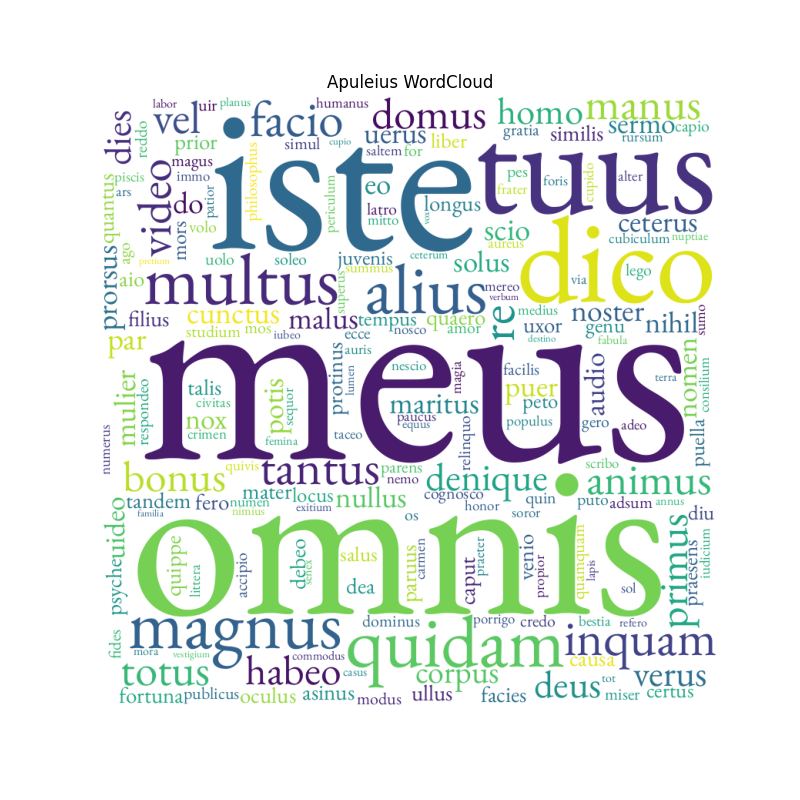 Apuleius WordCloud
labor uir planus humanus
vel facio domus homo manus
dies reddo simul cupio uerus liber gratia similis sermo capio
prior saltem for rursum
magus iste tuus
video philosophus periculum eo pes foris cupido alter
piscis immo patior frater
ars do latro longus scio ceterus
quantus volo mitto vox aureus cubiculum nuptiae
mors uolo soleo ceterum dico
prorsus ago juvenis solus via lego
aio pretium summus superus
multus alius mereo verbum
filius cunctus malus tempus quaero re medius noster nihil sumo
studium mos nosco amor uxor genu
par iubeo ecce destino fabula
auris
meus
mulier talis potis protinus nescio magia facilis audio nomen terra consilium
respondeo civitas sequor lumen maritus puer peto
nox paucus populus gero adeo puella
crimen femina taceo equus relinquo
numerus quivis parens scribo
bonus tantus nemo denique animus
tandem fero numen mater locus nullus cognosco quin puto adsum annus diu
familia nimius exitium honor soror
os
omnis
psyche uideo quippe littera accipio debeo senex salus paruus carmen caput praeter venio propior quamquam lapis primus praesens iudicium
dea sol
fides magnus dominus porrigo credo bestia refero
mora quidam inquam
vestigium commodus causa
totus habeo casus corpus deus tot verus
fortuna publicus oculus asinus modus ullus facies miser certus